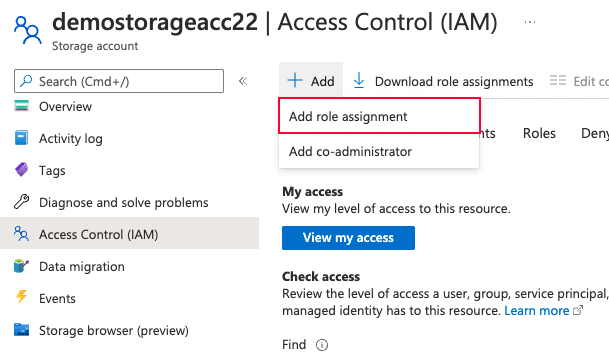 demostorageacc22 | Access Control (IAM) ...
Storage account
Search (Cmd+/) «
Overview
Activity log
Tags
Diagnose and solve problems
Access Control (IAM)
Data migration
Events
Storage browser (preview)
+ Add Download role assignments Edit co
Add role assignment
Add co-administrator
nts Roles Deny
My access
View my level of access to this resource.
View my access
Check access
Review the level of access a user, group, service principal,
managed identity has to this resource. Learn more
Find